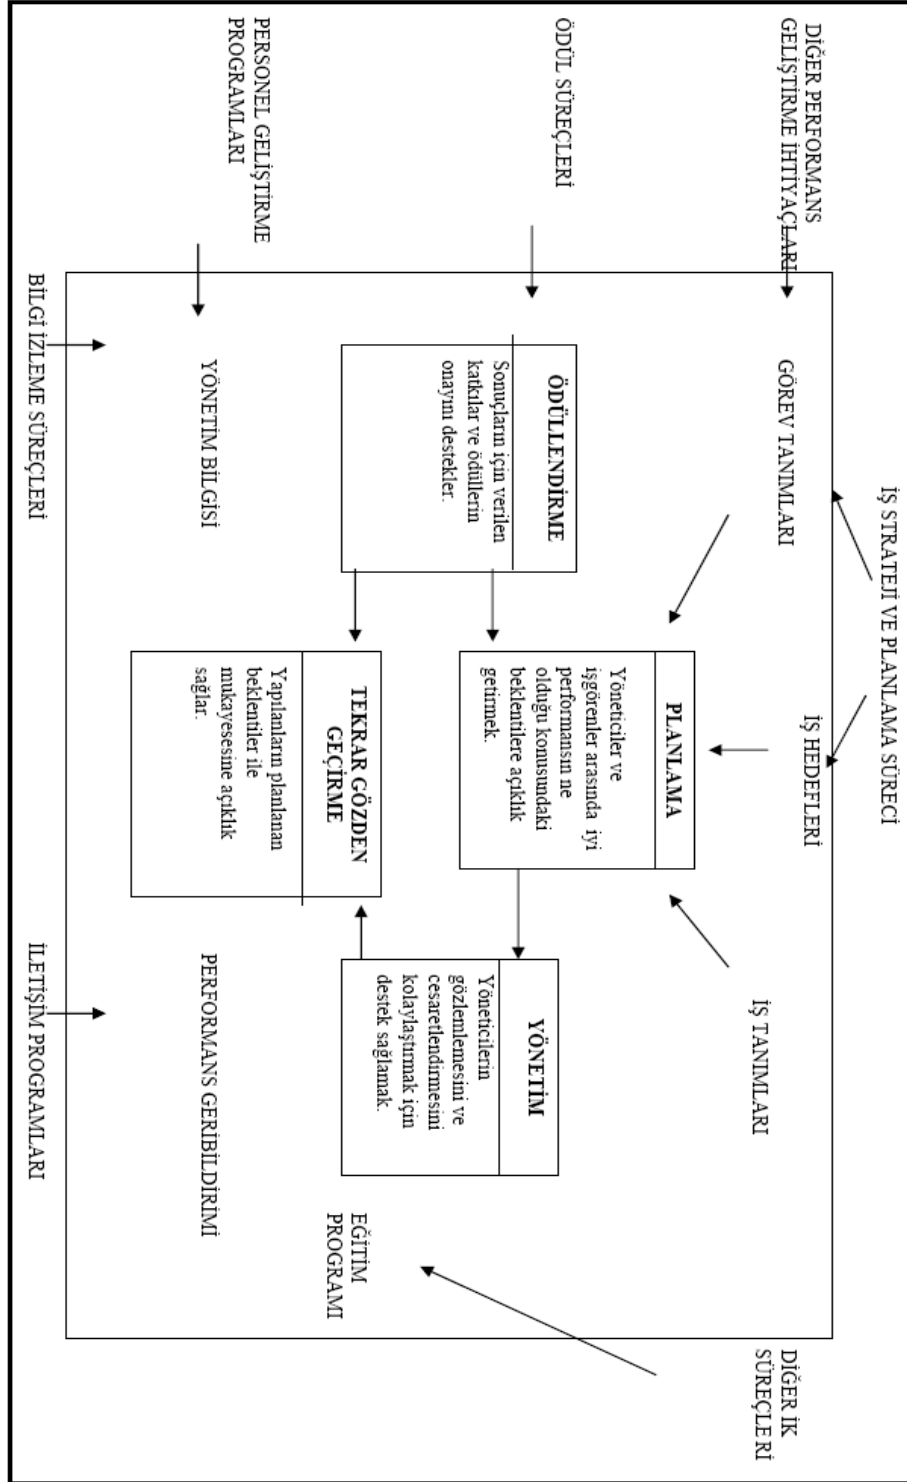 İŞ STRATEJİ VE PLANLAMA SÜRECİ
DİĞER PERFORMANS
GELİŞTİRME İHTİYAÇLARI
GÖREV TANIMLARI
İŞ HEDEFLERİ
İŞ TANIMLARI
DİĞER İK
SÜREÇLERİ
ÖDÜL SÜREÇLERİ
ÖDÜLLENDİRME
Sonuçların için verilen
katkılar ve ödüllerin
onayını destekler.
PLANLAMA
Yöneticiler ve
işgörenler arasında iyi
performansın ne
olduğu konusundaki
beklentilere açıklık
getirmek.
YÖNETİM
Yöneticilerin
gözlemlemesini ve
cesaretlendirmesini
kolaylaştırmak için
destek sağlamak.
TEKRAR GÖZDEN
GEÇİRME
Yapılanların planlanan
beklentiler ile
mukayesesine açıklık
sağlar.
EĞİTİM
PROGRAMI
PERSONEL GELİŞTİRME
PROGRAMLARI
YÖNETİM BİLGİSİ
PERFORMANS GERİBİLDİRİMİ
BİLGİ İZLEME SÜREÇLERİ
İLETİŞİM PROGRAMLARI